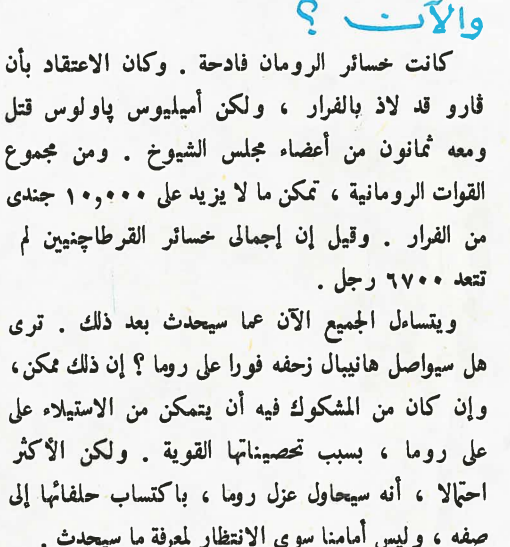 والآن ؟
كانت خسائر الرومان فادحة . وكان الاعتقاد بأن
ڤارو قد لاذ بالفرار ، ولكن أميليوس پاولوس قتل
ومعه ثمانون من أعضاء مجلس الشيوخ . ومن مجموع
القوات الرومانية ، تمكن ما لا يزيد على ١٠,٠٠٠ جندى
من الفرار . وقيل إن إجمالى خسائر القرطاچنيين لم
تتعد ٦٧٠٠ رجل .
ويتساءل الجميع الآن عما سيحدث بعد ذلك . ترى
هل سيواصل هانيبال زحفه فورا على روما ؟ إن ذلك ممكن ،
وإن كان من المشكوك فيه أن يتمكن من الاستيلاء على
على روما ، بسبب تحصيناتها القوية . ولكن الأكثر
احتمالا ، أنه سيحاول عزل روما ، باكتساب حلفائها إلى
صفه ، وليس أمامنا سوى الانتظار لمعرفة ما سيحدث .